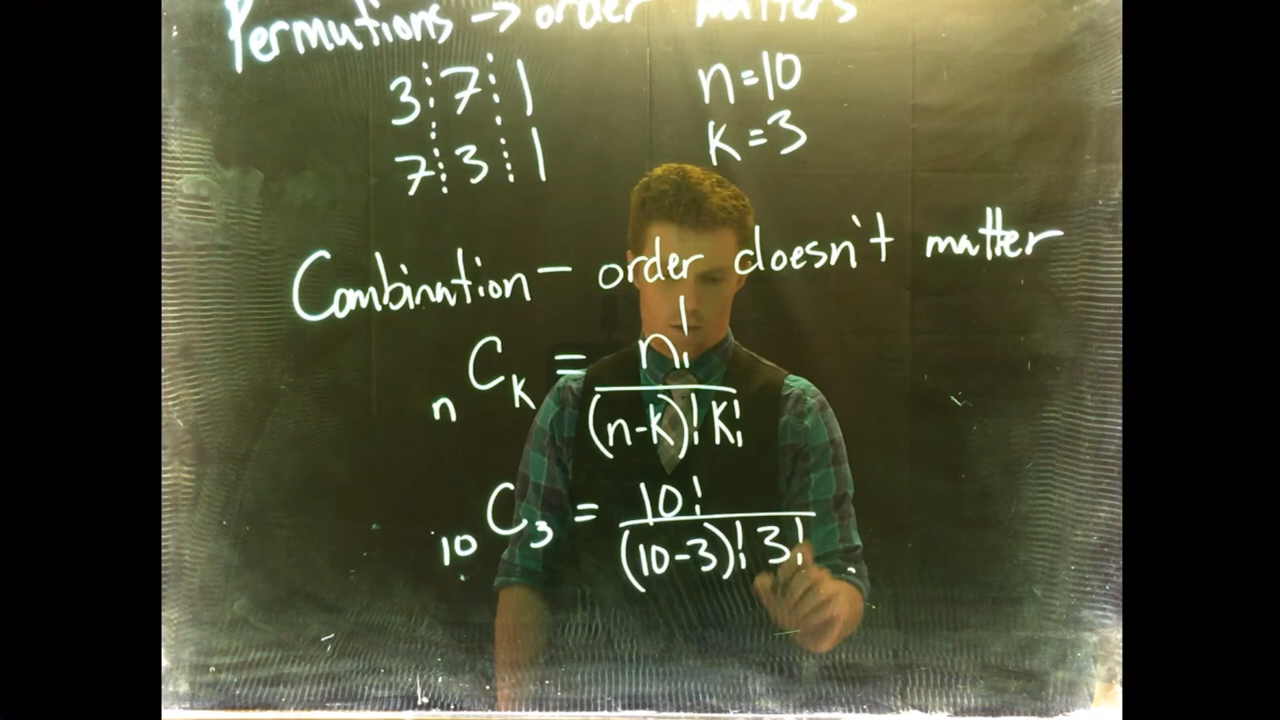 Permutions → order matters
3 7 1 n=10
7 3 1 K=3
Combination – order doesn't matter
nCK = n! / (n-K)! K!
10C3 = 10! / (10-3)! 3!